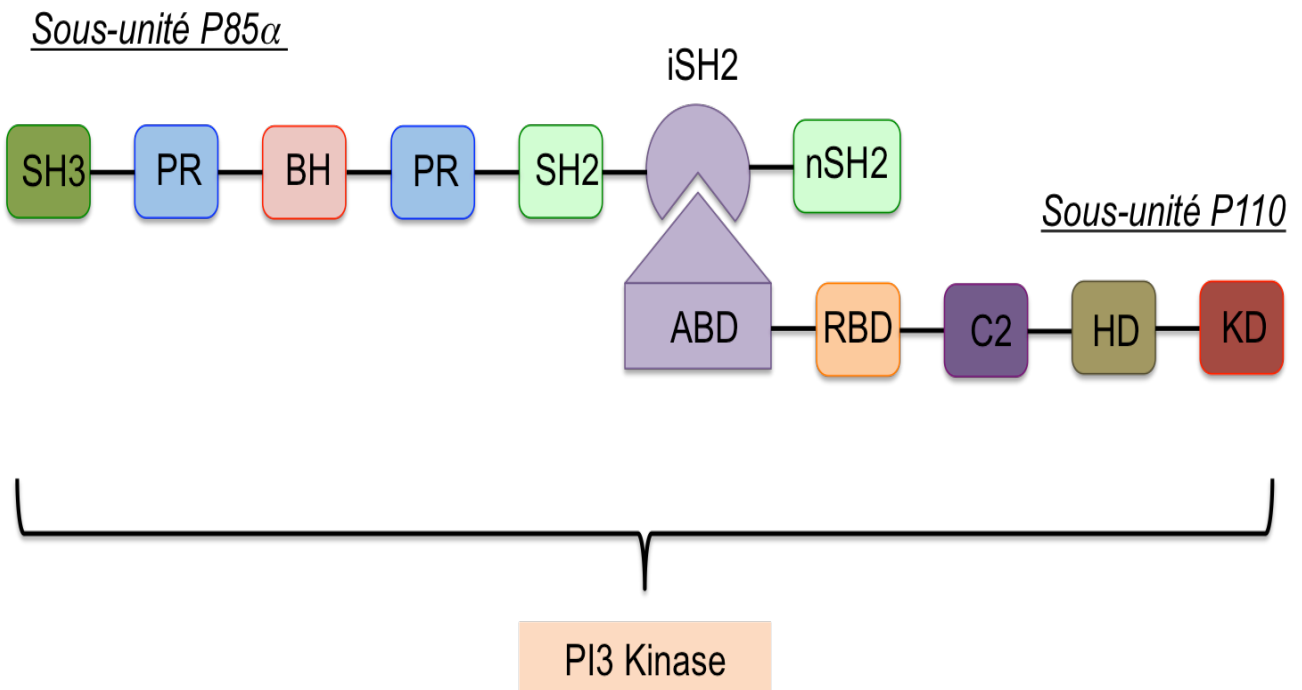 Sous-unité P85α
iSH2
SH3 PR BH PR SH2 nSH2
Sous-unité P110
ABD RBD C2 HD KD
PI3 Kinase